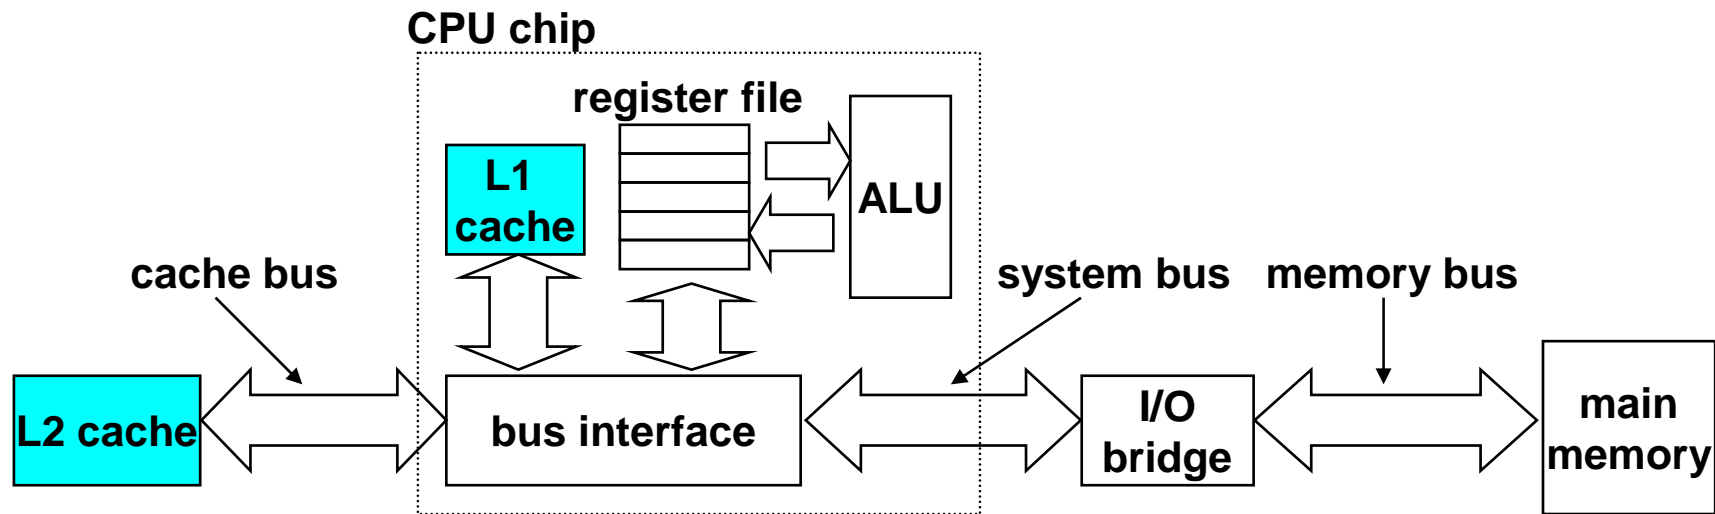 CPU chip
register file
L1
cache
ALU
cache bus
system bus
memory bus
L2 cache
bus interface
I/O
bridge
main
memory